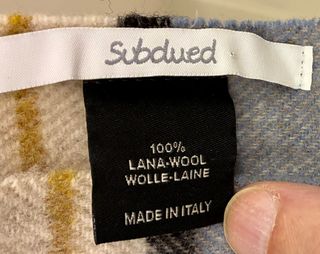 Subdued
100%
LANA-WOOL
WOLLE-LAINE
MADE IN ITALY